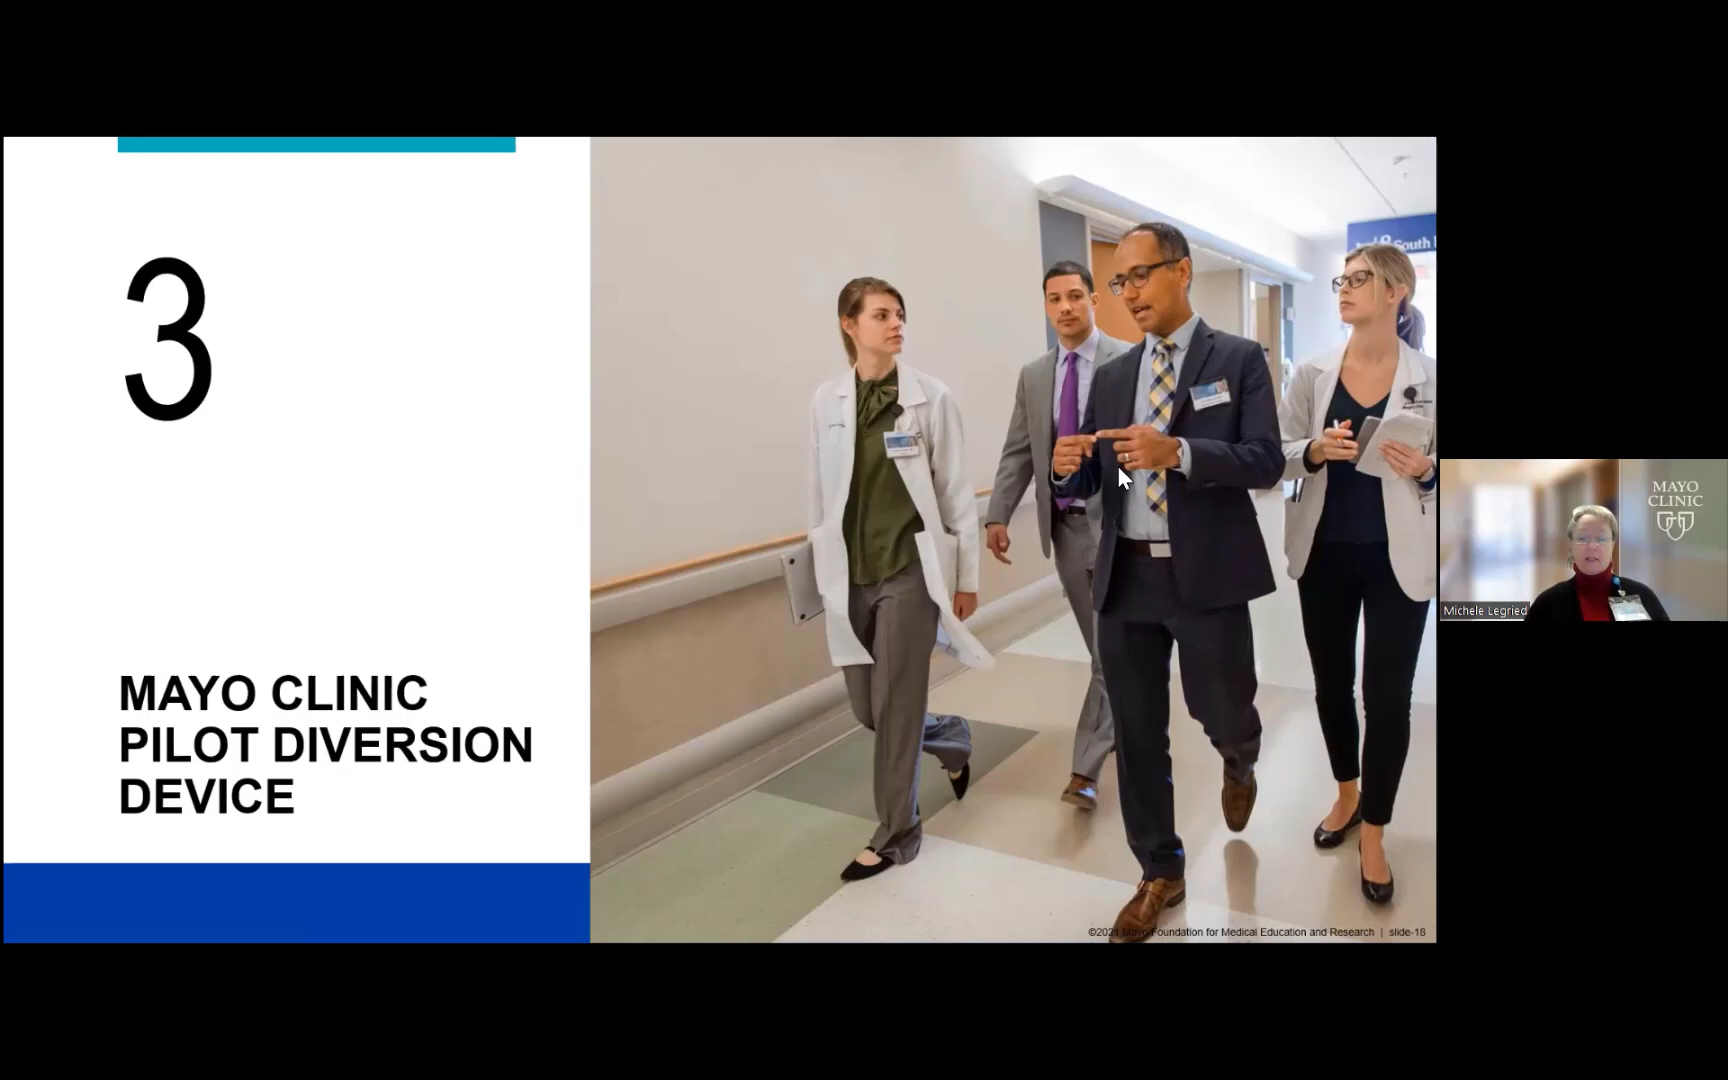 3
MAYO CLINIC
PILOT DIVERSION
DEVICE
South
©2021 Mayo Foundation for Medical Education and Research | slide-18
MAYO
CLINIC
Michele Legried